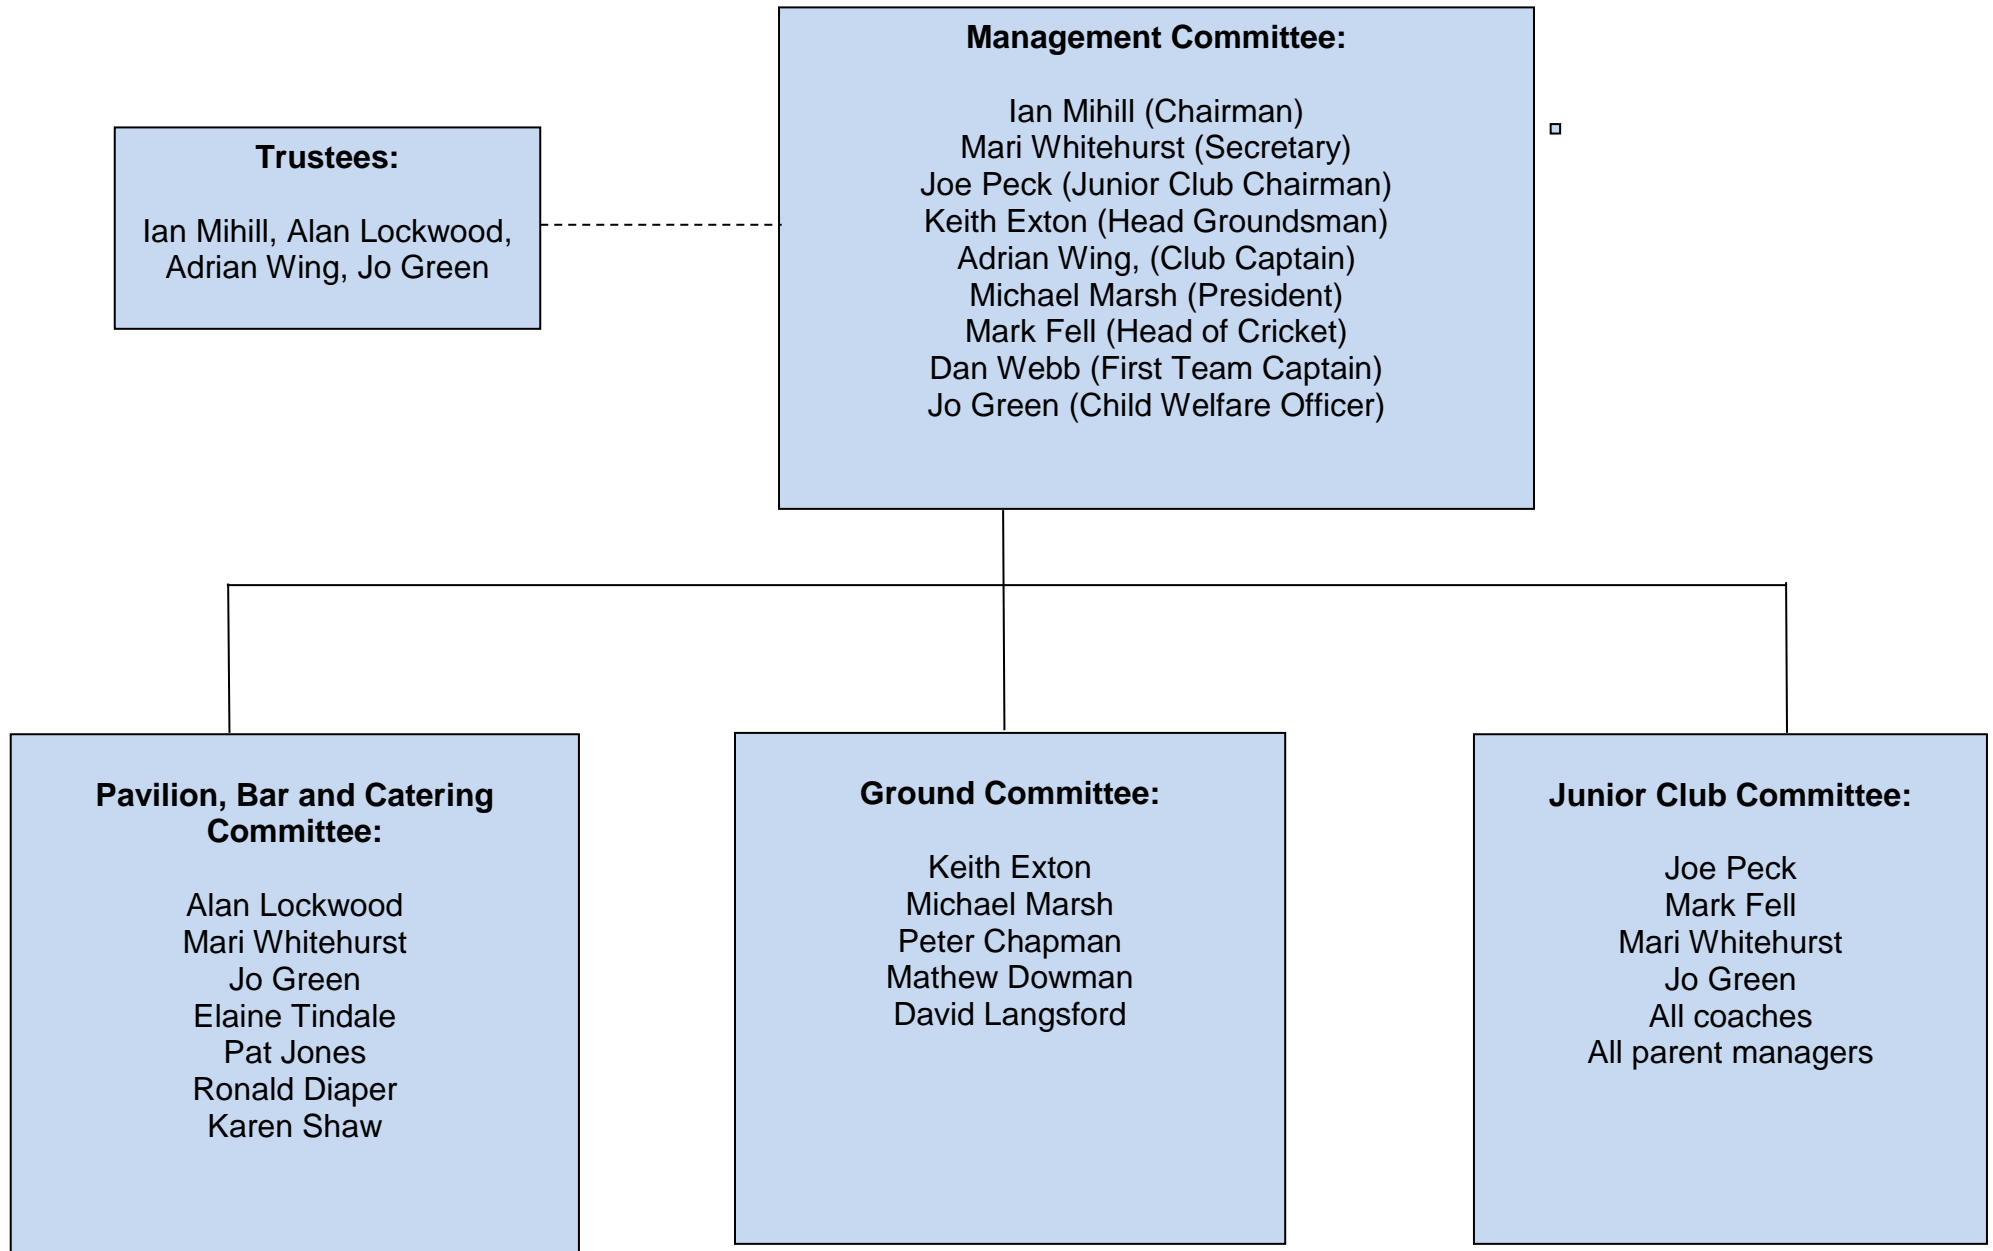 Management Committee:
Ian Mihill (Chairman)
Mari Whitehurst (Secretary)
Joe Peck (Junior Club Chairman)
Keith Exton (Head Groundsman)
Adrian Wing, (Club Captain)
Michael Marsh (President)
Mark Fell (Head of Cricket)
Dan Webb (First Team Captain)
Jo Green (Child Welfare Officer)
Trustees:
Ian Mihill, Alan Lockwood,
Adrian Wing, Jo Green
Pavilion, Bar and Catering
Committee:
Alan Lockwood
Mari Whitehurst
Jo Green
Elaine Tindale
Pat Jones
Ronald Diaper
Karen Shaw
Ground Committee:
Keith Exton
Michael Marsh
Peter Chapman
Mathew Dowman
David Langsford
Junior Club Committee:
Joe Peck
Mark Fell
Mari Whitehurst
Jo Green
All coaches
All parent managers